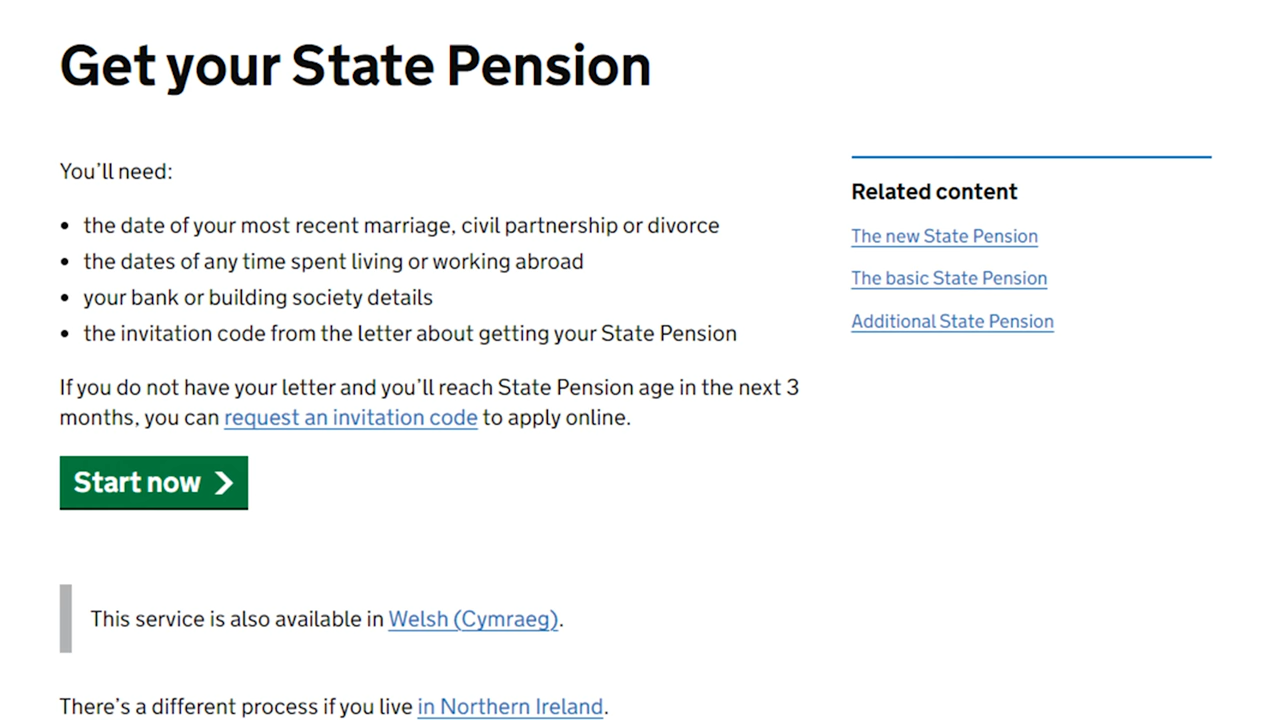 Get your State Pension
You’ll need:
• the date of your most recent marriage, civil partnership or divorce
• the dates of any time spent living or working abroad
• your bank or building society details
• the invitation code from the letter about getting your State Pension
If you do not have your letter and you’ll reach State Pension age in the next 3
months, you can request an invitation code to apply online.
Start now
This service is also available in Welsh (Cymraeg).
There’s a different process if you live in Northern Ireland.
Related content
The new State Pension
The basic State Pension
Additional State Pension